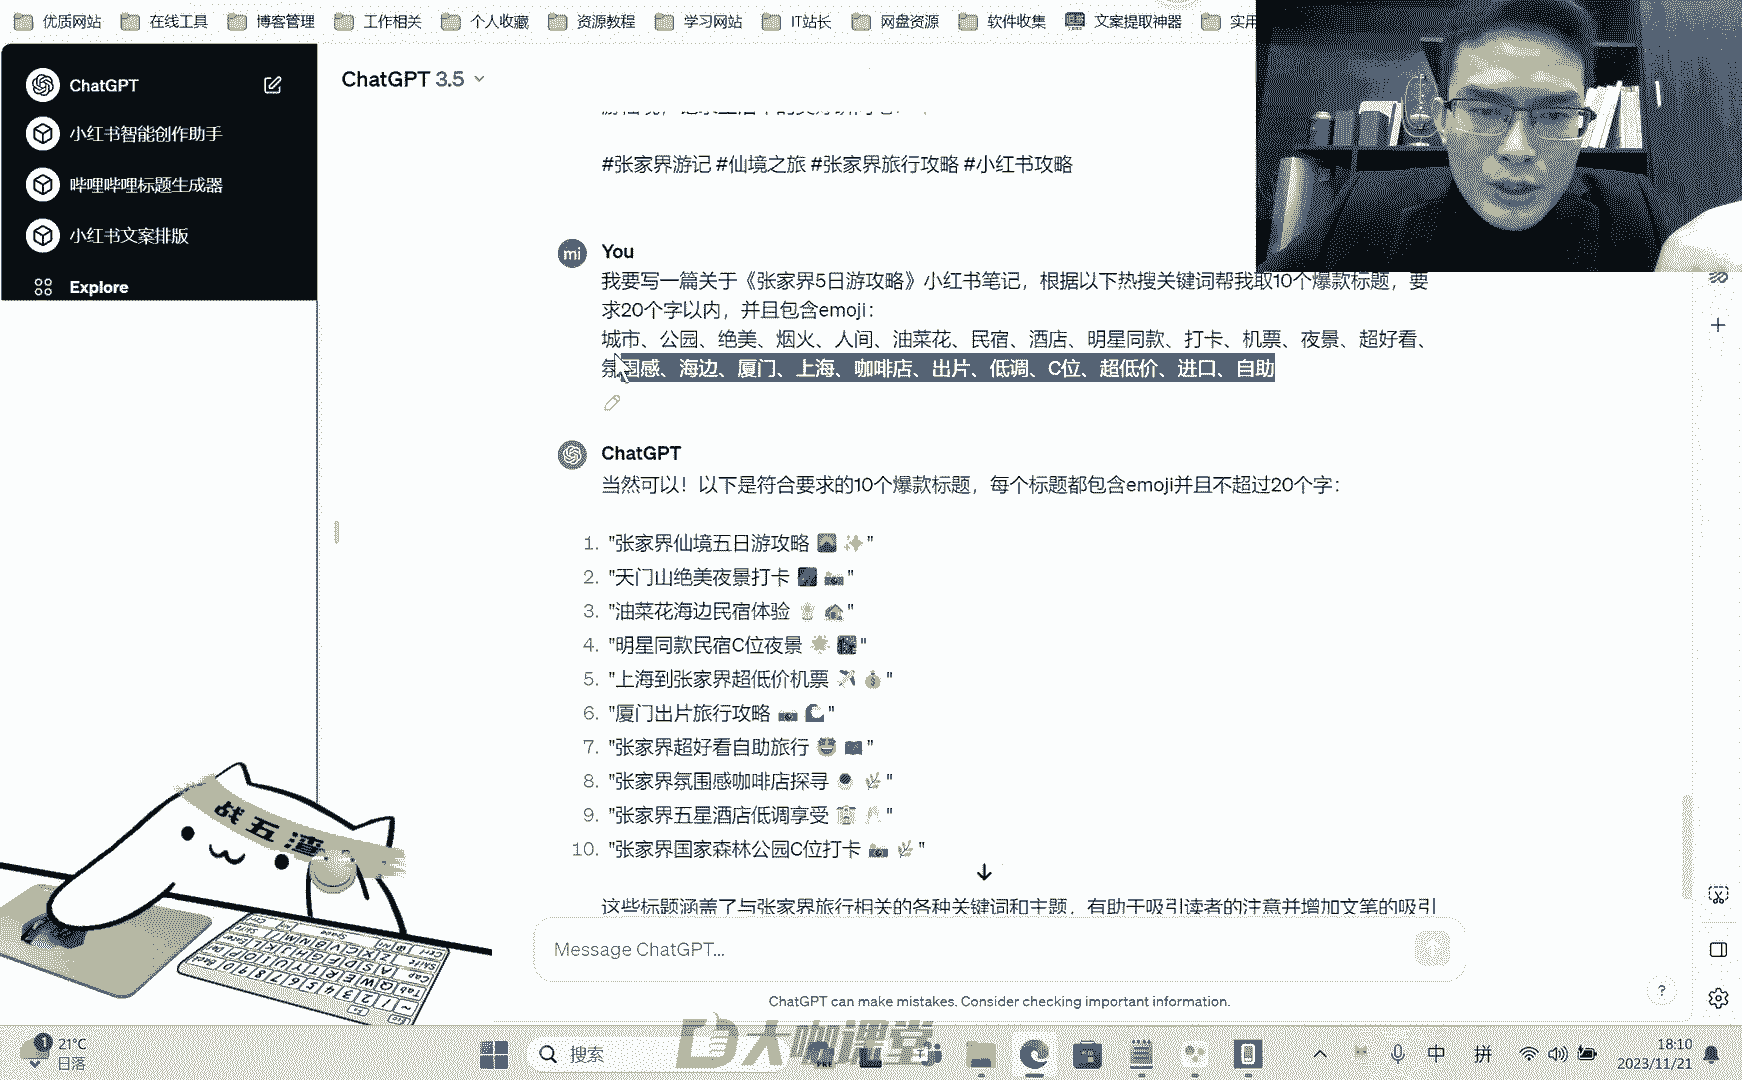 优质网站 在线工具 博客管理 工作相关 个人收藏 资源教程 学习网站 IT站长 网盘资源 软件收集 文案提取神器 实用
ChatGPT
小红书智能创作助手
哔哩哔哩标题生成器
小红书文案排版
Explore
ChatGPT 3.5
#张家界游记 #仙境之旅 #张家界旅行攻略 #小红书攻略
mi You
我要写一篇关于《张家界5日游攻略》小红书笔记，根据以下热搜关键词帮我取10个爆款标题，要
求20个字以内，并且包含emoji：
城市、公园、绝美、烟火、人间、油菜花、民宿、酒店、明星同款、打卡、机票、夜景、超好看、
氛围感、海边、厦门、上海、咖啡店、出片、低调、C位、超低价、进口、自助
ChatGPT
当然可以！以下是符合要求的10个爆款标题，每个标题都包含emoji并且不超过20个字：
1. "张家界仙境五日游攻略 🌄 ✨"
2. "天门山绝美夜景打卡 🌌 📸"
3. "油菜花海边民宿体验 🌼 🏠"
4. "明星同款民宿C位夜景 🌟 🌃"
5. "上海到张家界超低价机票 ✈️ 💰"
6. "厦门出片旅行攻略 📸 🌊"
7. "张家界超好看自助旅行 🤩 🗺️"
8. "张家界氛围感咖啡店探寻 ☕ 🌿"
9. "张家界五星酒店低调享受 🏨 🥂"
10. "张家界国家森林公园C位打卡 📸 🌿"
这些标题涵盖了与张家界旅行相关的各种关键词和主题，有助于吸引读者的注意并增加文笔的吸引
Message ChatGPT...
ChatGPT can make mistakes. Consider checking important information.
?
战五渣
大咖课堂
1
21°C
日落
搜索
中 拼
18:10
2023/11/21